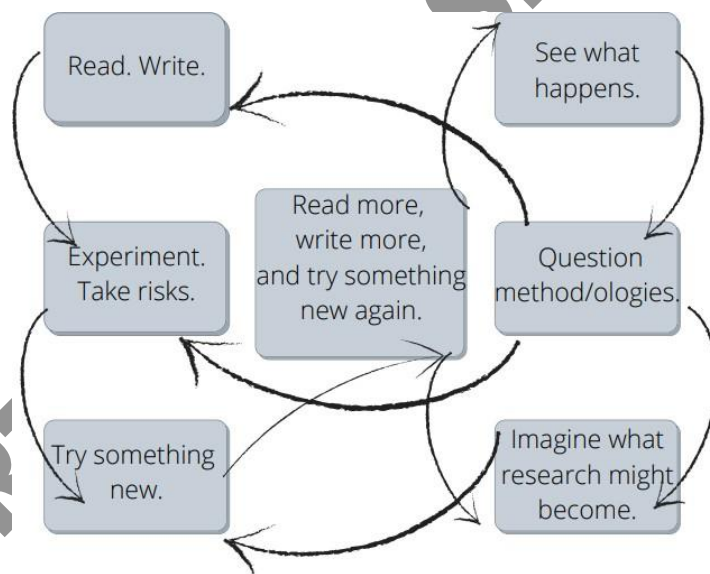 Read. Write.
See what
happens.
Read more,
write more,
and try something
new again.
Experiment.
Take risks.
Question
method/ologies.
Try something
new.
Imagine what
research might
become.